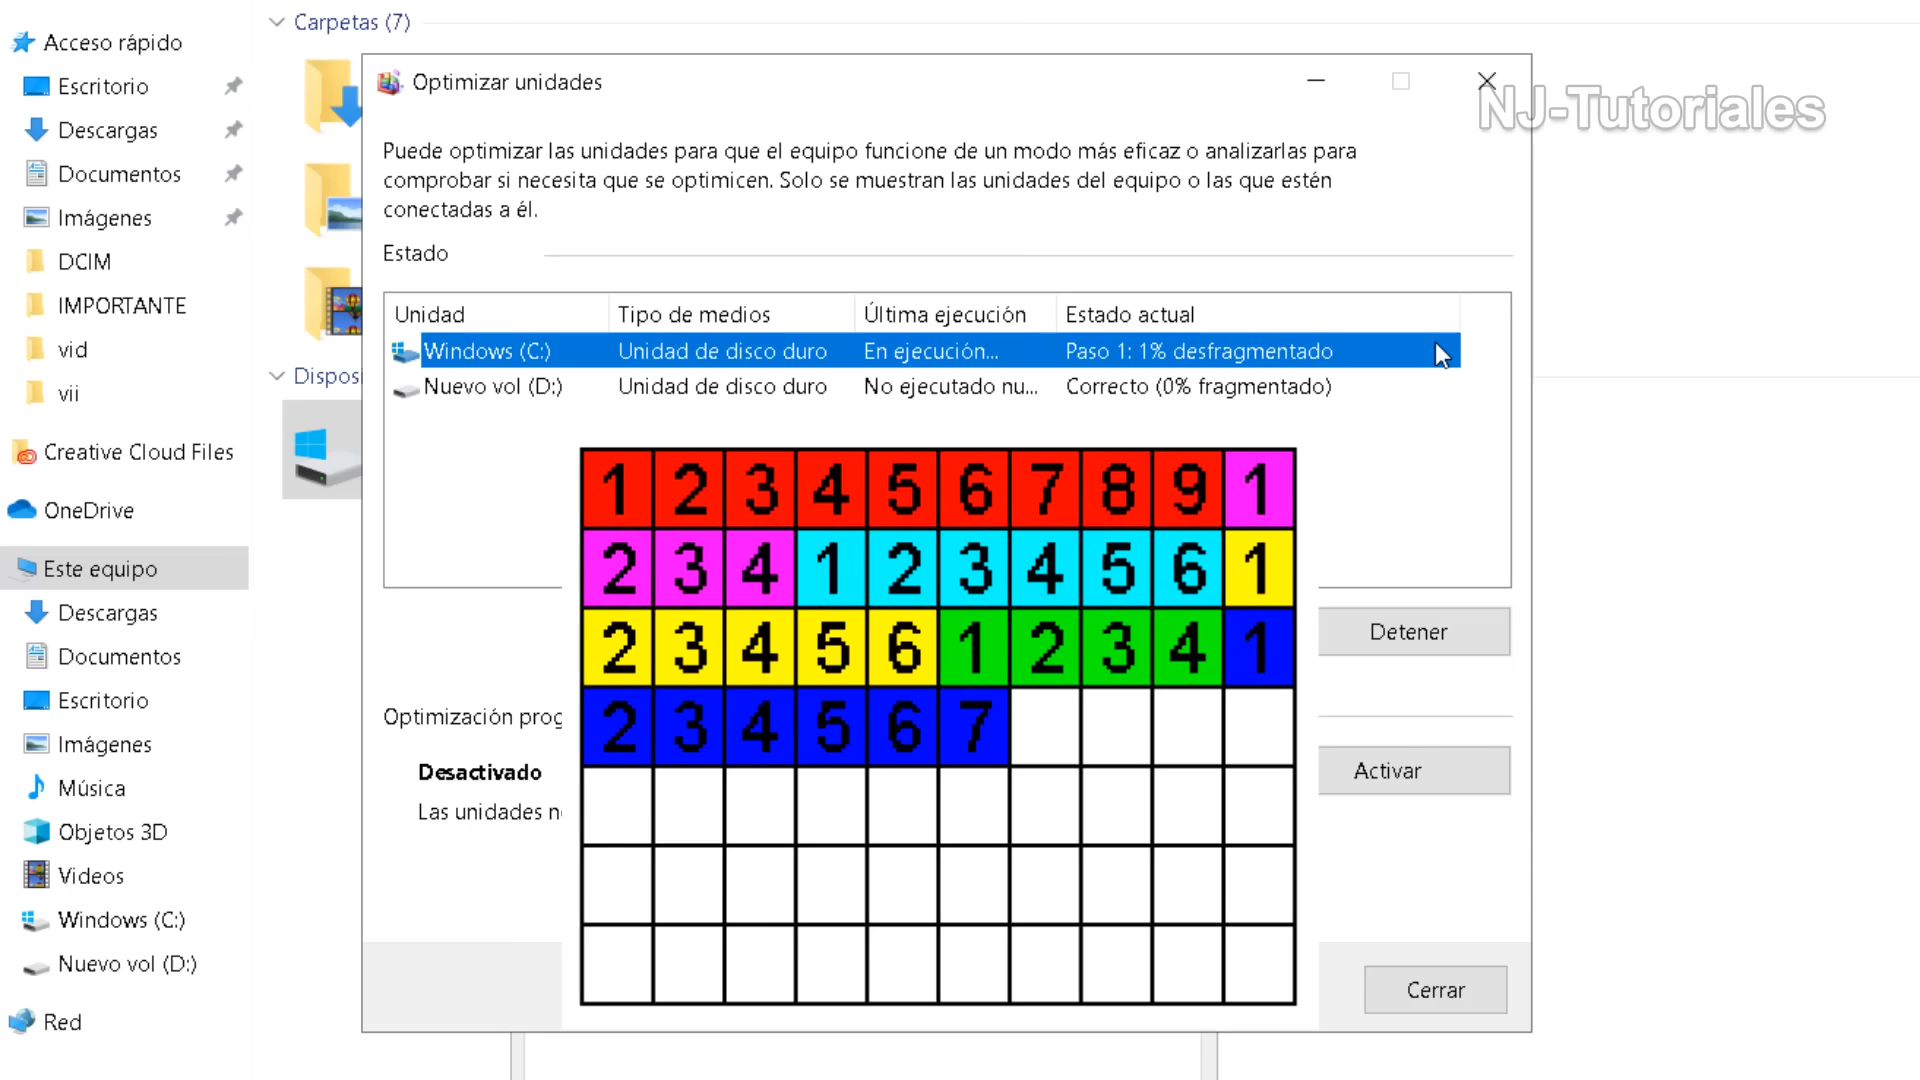 Acceso rápido
Escritorio
Descargas
Documentos
Imágenes
DCIM
IMPORTANTE
vid
vii
Creative Cloud Files
OneDrive
Este equipo
Descargas
Documentos
Escritorio
Imágenes
Música
Objetos 3D
Videos
Windows (C:)
Nuevo vol (D:)
Red
Carpetas (7)
Disposi
NJ-Tutoriales
Optimizar unidades
Puede optimizar las unidades para que el equipo funcione de un modo más eficaz o analizarlas para
comprobar si necesita que se optimicen. Solo se muestran las unidades del equipo o las que estén
conectadas a él.
Estado
Unidad Tipo de medios Última ejecución Estado actual
Windows (C:) Unidad de disco duro En ejecución... Paso 1: 1% desfragmentado
Nuevo vol (D:) Unidad de disco duro No ejecutado nu... Correcto (0% fragmentado)
1 2 3 4 5 6 7 8 9 1
2 3 4 1 2 3 4 5 6 1
2 3 4 5 6 1 2 3 4 1
2 3 4 5 6 7
Detener
Optimización prog
Desactivado
Activar
Las unidades n
Cerrar